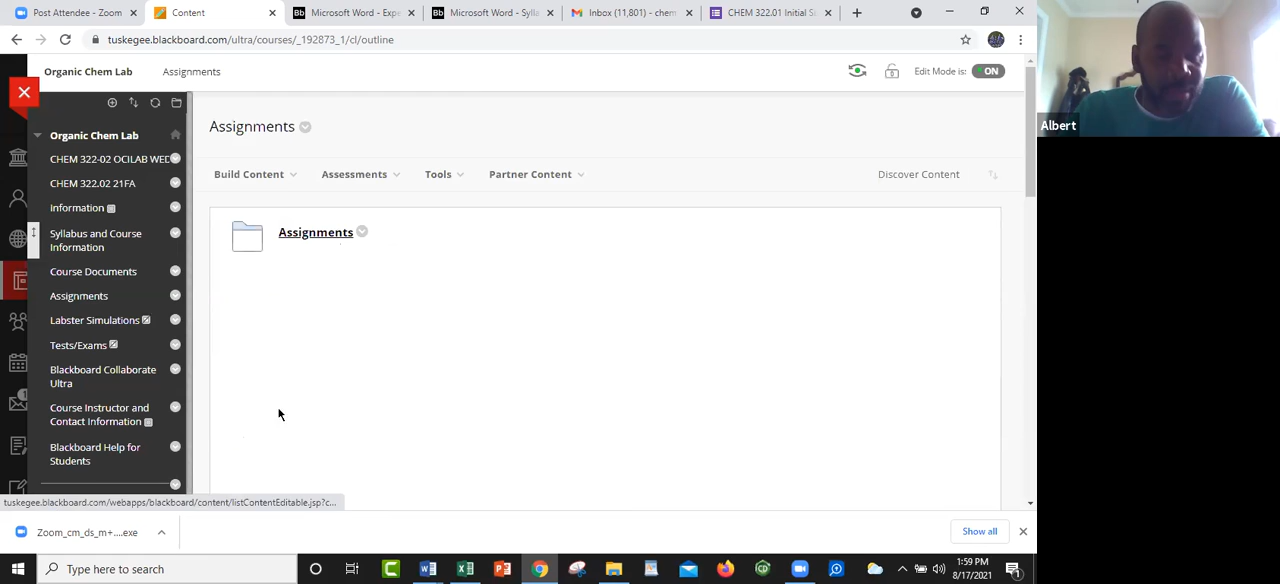 Post Attendee - Zoom
Content
Bb Microsoft Word - Expe
Bb Microsoft Word - Sylla
Inbox (11,801) - chem
CHEM 322.01 Initial S
tuskegee.blackboard.com/ultra/courses/_192873_1/cl/outline
Organic Chem Lab
Assignments
Edit Mode is: ON
Organic Chem Lab
CHEM 322-02 OCILAB WED
CHEM 322.02 21FA
Information
Syllabus and Course
Information
Course Documents
Assignments
Labster Simulations
Tests/Exams
Blackboard Collaborate
Ultra
Course Instructor and
Contact Information
Blackboard Help for
Students
Assignments
Build Content
Assessments
Tools
Partner Content
Discover Content
Assignments
Albert
tuskegee.blackboard.com/webapps/blackboard/content/listContentEditable.jsp?c...
Zoom_cm_ds_m+....exe
Show all
Type here to search
1:59 PM
8/17/2021